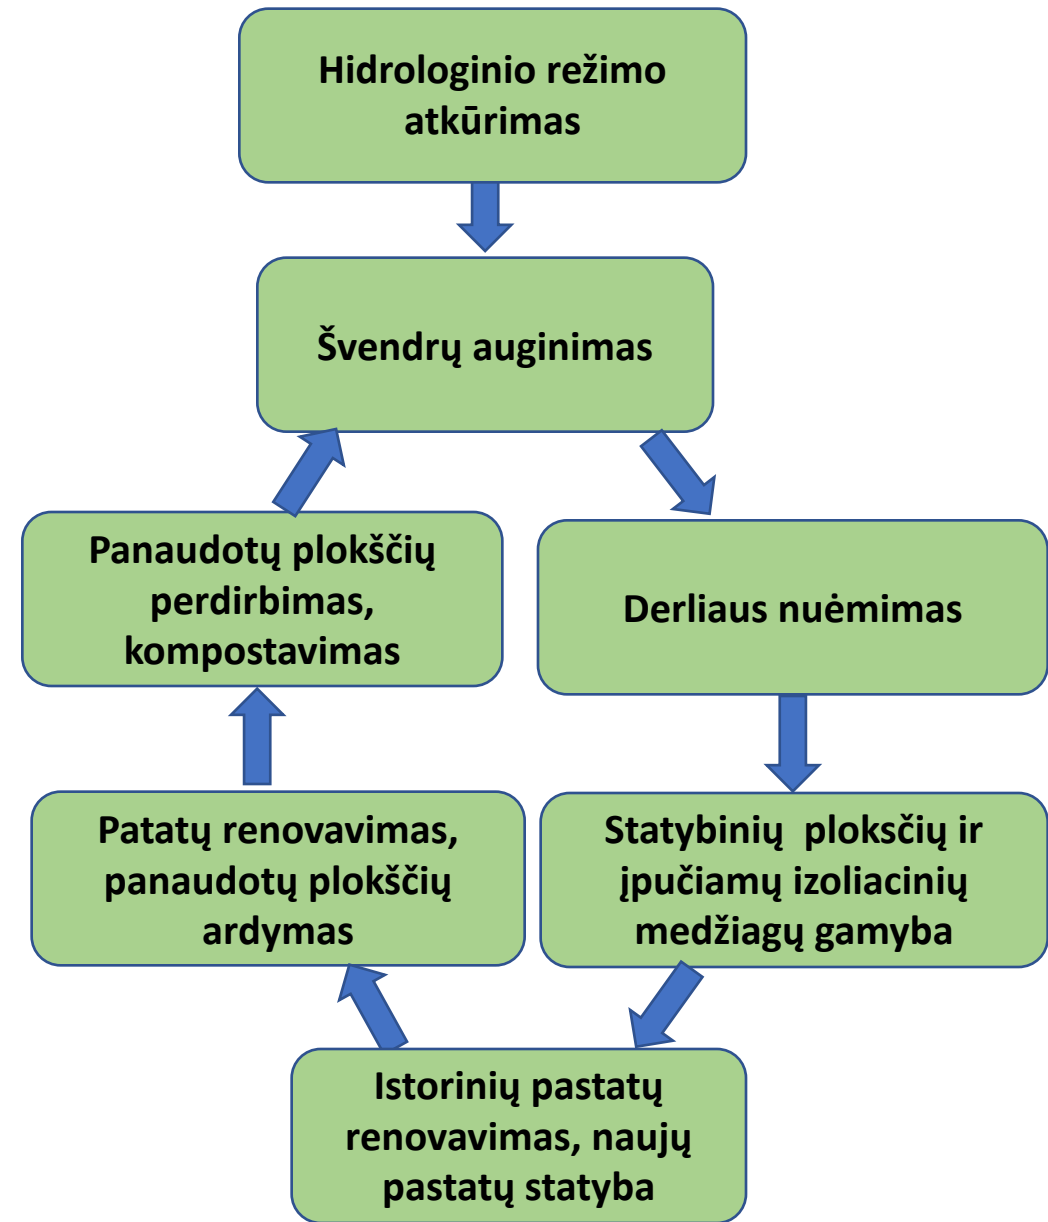 Hidrologinio režimo
atkūrimas
Švendrų auginimas
Panaudotų plokščių
perdirbimas,
kompostavimas
Derliaus nuėmimas
Patatų renovavimas,
panaudotų plokščių
ardymas
Statybinių  ploksčių ir
įpučiamų izoliacinių
medžiagų gamyba
Istorinių pastatų
renovavimas, naujų
pastatų statyba